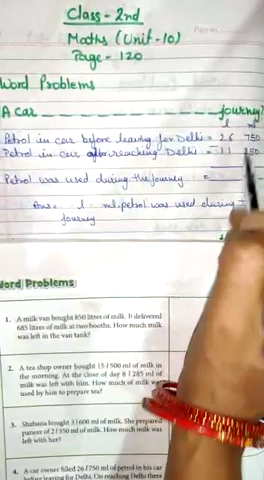 Class - 2nd
Maths (Unit-10)
Page - 120
Word Problems
A car journey?
l ml
Petrol in car before leaving for Delhi = 26 750
Petrol in car after reaching Delhi = -11 250
Petrol was used during the journey =
Ans:- l ml. petrol was used during
journey
Word Problems
1. A milk van bought 850 litres of milk. It delivered
685 litres of milk at two booths. How much milk
was left in the van tank?
2. A tea shop owner bought 15 l 500 ml of milk in
the morning. At the close of day 8 l 285 ml of
milk was left with him. How much milk was
used by him to prepare tea?
3. Shabana bought 3 l 600 ml of milk. She prepared
paneer of 2 l 350 ml of milk. How much milk was
left with her?
4. A car owner filled 26 l 750 ml of petrol in his car
before leaving for Delhi. On reaching Delhi there